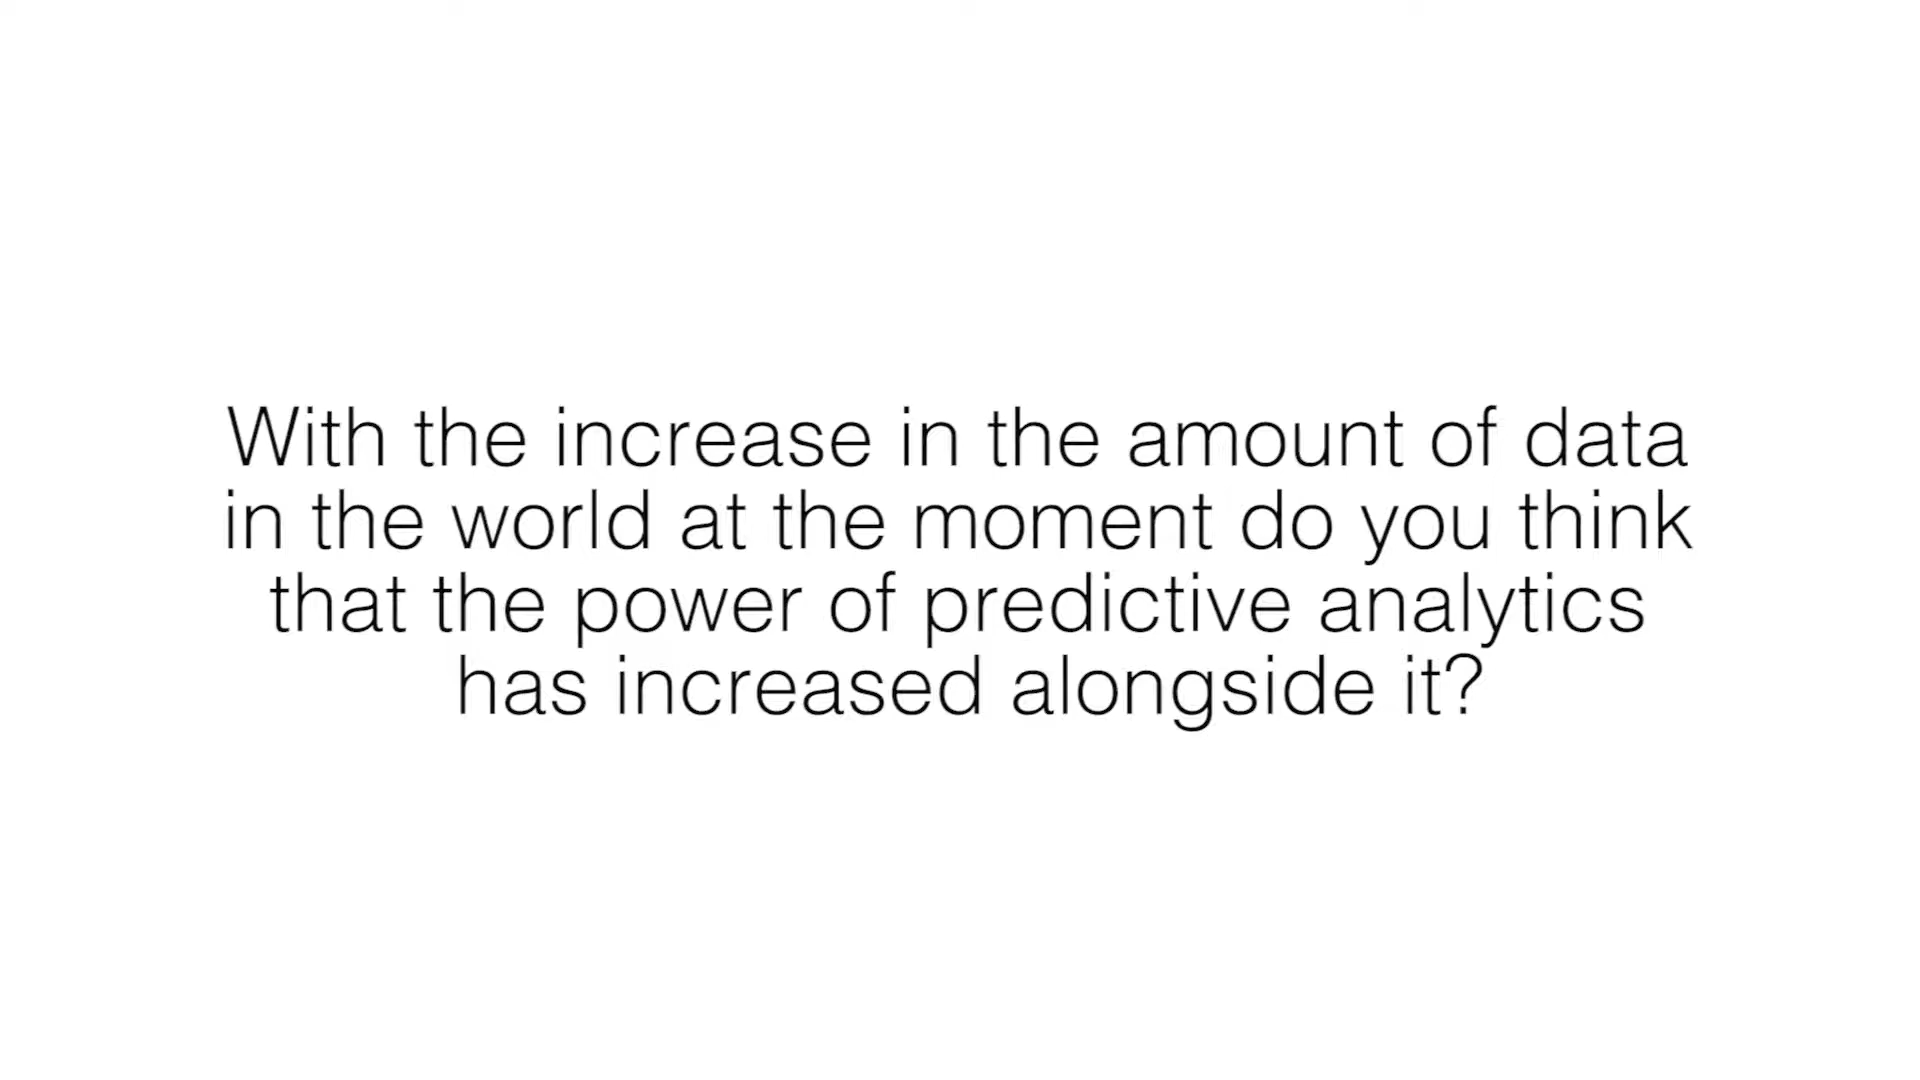 With the increase in the amount of data
in the world at the moment do you think
that the power of predictive analytics
has increased alongside it?